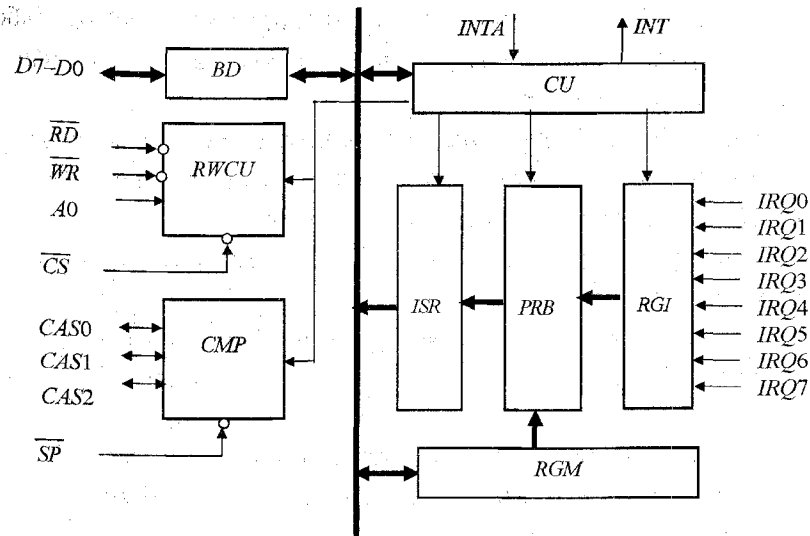 INTA INT
D7–D0 BD
CU
RD
WR
A0
RWCU
CS
IRQ0
IRQ1
IRQ2
IRQ3
IRQ4
IRQ5
IRQ6
IRQ7
ISR PRB RGI
CAS0
CAS1
CAS2
CMP
SP
RGM